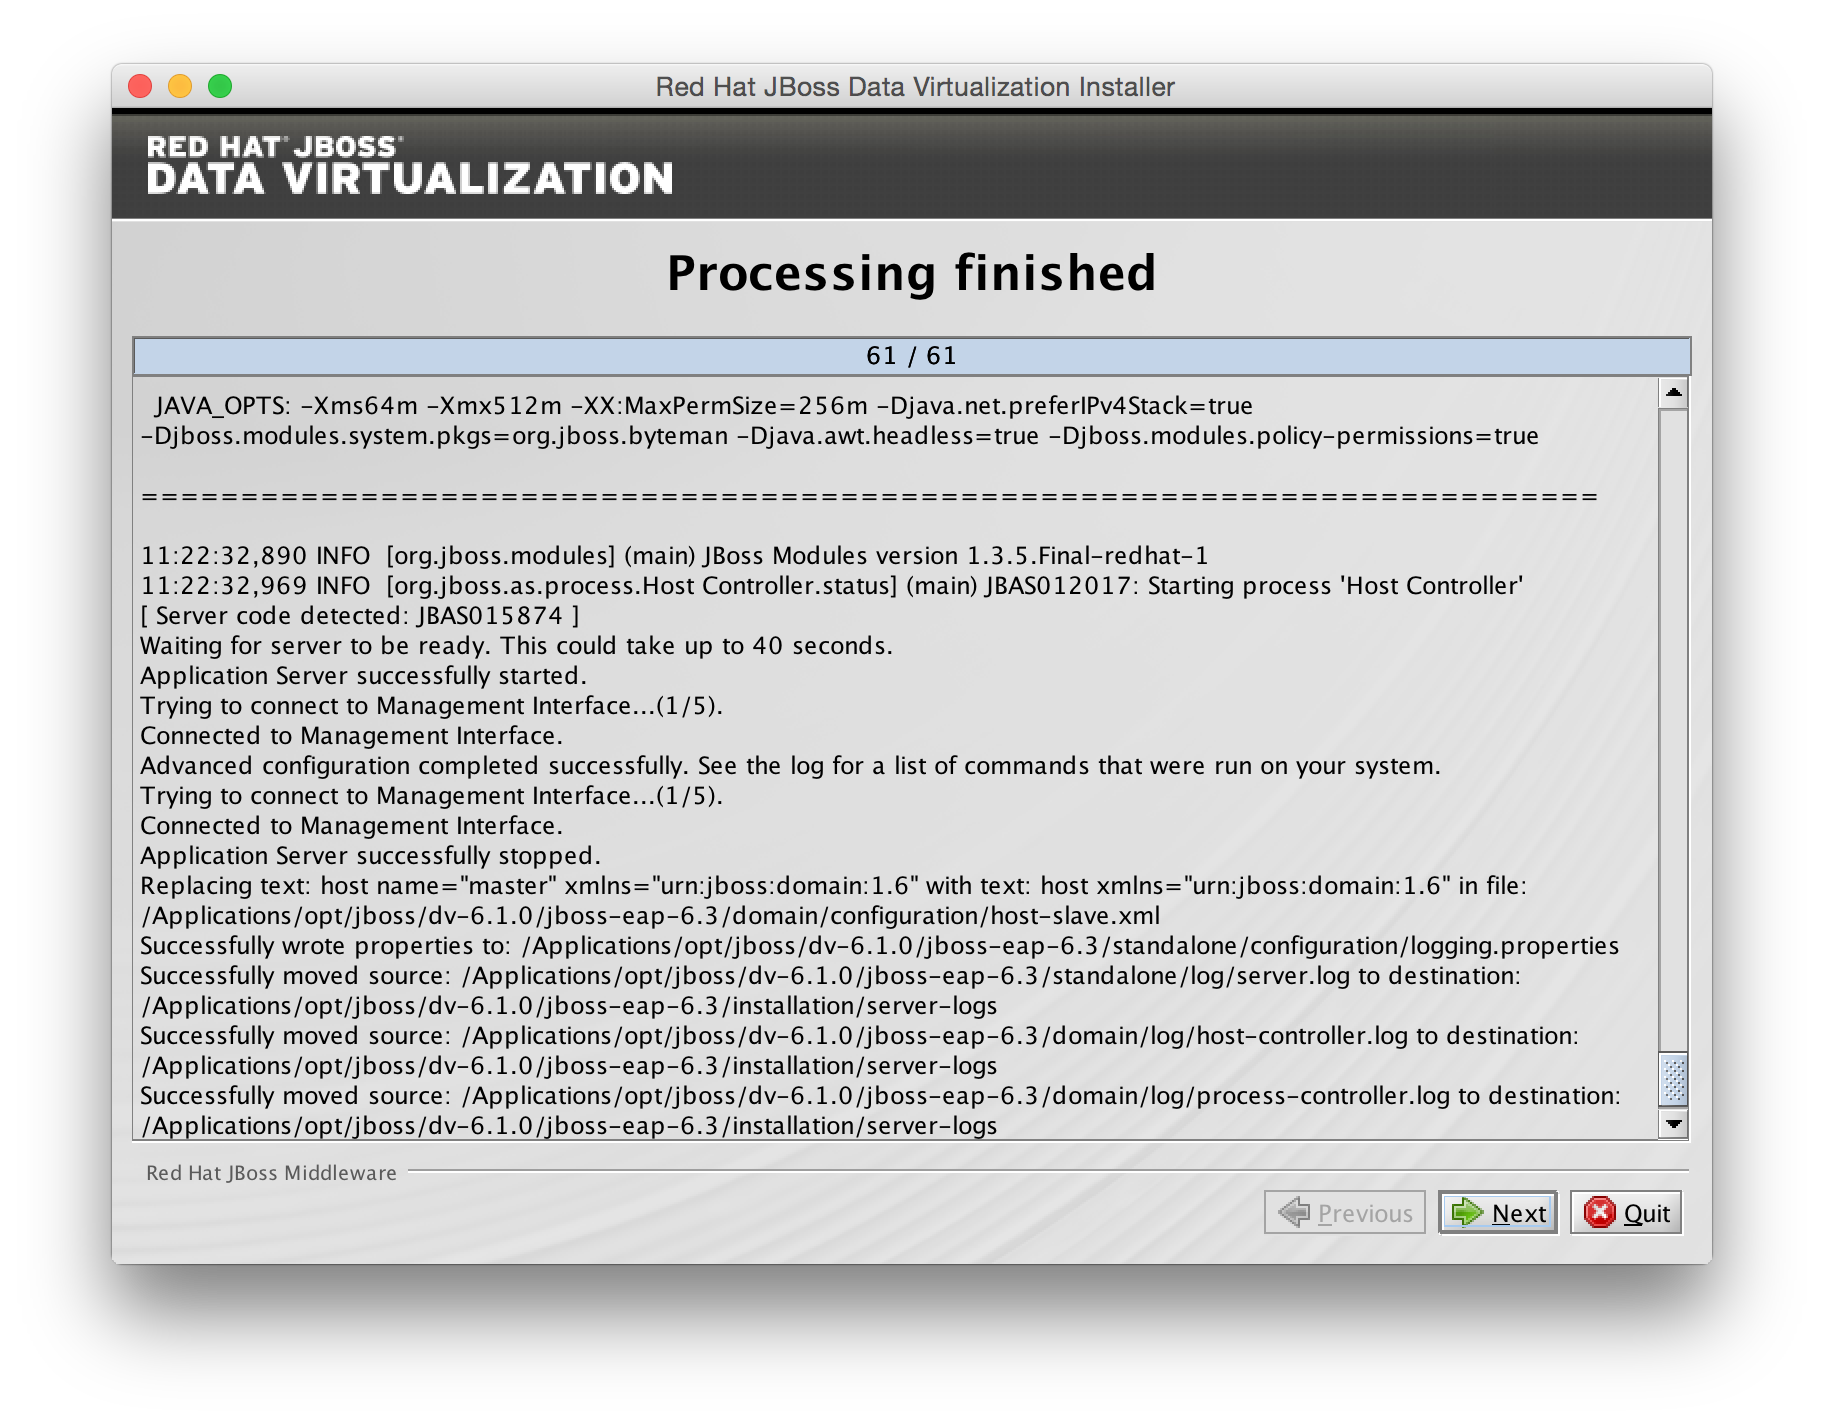 Red Hat JBoss Data Virtualization Installer
RED HAT® JBOSS®
DATA VIRTUALIZATION
Processing finished
61 / 61
JAVA_OPTS: -Xms64m -Xmx512m -XX:MaxPermSize=256m -Djava.net.preferIPv4Stack=true
-Djboss.modules.system.pkgs=org.jboss.byteman -Djava.awt.headless=true -Djboss.modules.policy-permissions=true
=========================================================================
11:22:32,890 INFO  [org.jboss.modules] (main) JBoss Modules version 1.3.5.Final-redhat-1
11:22:32,969 INFO  [org.jboss.as.process.Host Controller.status] (main) JBAS012017: Starting process 'Host Controller'
[ Server code detected: JBAS015874 ]
Waiting for server to be ready. This could take up to 40 seconds.
Application Server successfully started.
Trying to connect to Management Interface...(1/5).
Connected to Management Interface.
Advanced configuration completed successfully. See the log for a list of commands that were run on your system.
Trying to connect to Management Interface...(1/5).
Connected to Management Interface.
Application Server successfully stopped.
Replacing text: host name="master" xmlns="urn:jboss:domain:1.6" with text: host xmlns="urn:jboss:domain:1.6" in file:
/Applications/opt/jboss/dv-6.1.0/jboss-eap-6.3/domain/configuration/host-slave.xml
Successfully wrote properties to: /Applications/opt/jboss/dv-6.1.0/jboss-eap-6.3/standalone/configuration/logging.properties
Successfully moved source: /Applications/opt/jboss/dv-6.1.0/jboss-eap-6.3/standalone/log/server.log to destination:
/Applications/opt/jboss/dv-6.1.0/jboss-eap-6.3/installation/server-logs
Successfully moved source: /Applications/opt/jboss/dv-6.1.0/jboss-eap-6.3/domain/log/host-controller.log to destination:
/Applications/opt/jboss/dv-6.1.0/jboss-eap-6.3/installation/server-logs
Successfully moved source: /Applications/opt/jboss/dv-6.1.0/jboss-eap-6.3/domain/log/process-controller.log to destination:
/Applications/opt/jboss/dv-6.1.0/jboss-eap-6.3/installation/server-logs
Red Hat JBoss Middleware
Previous
Next
Quit